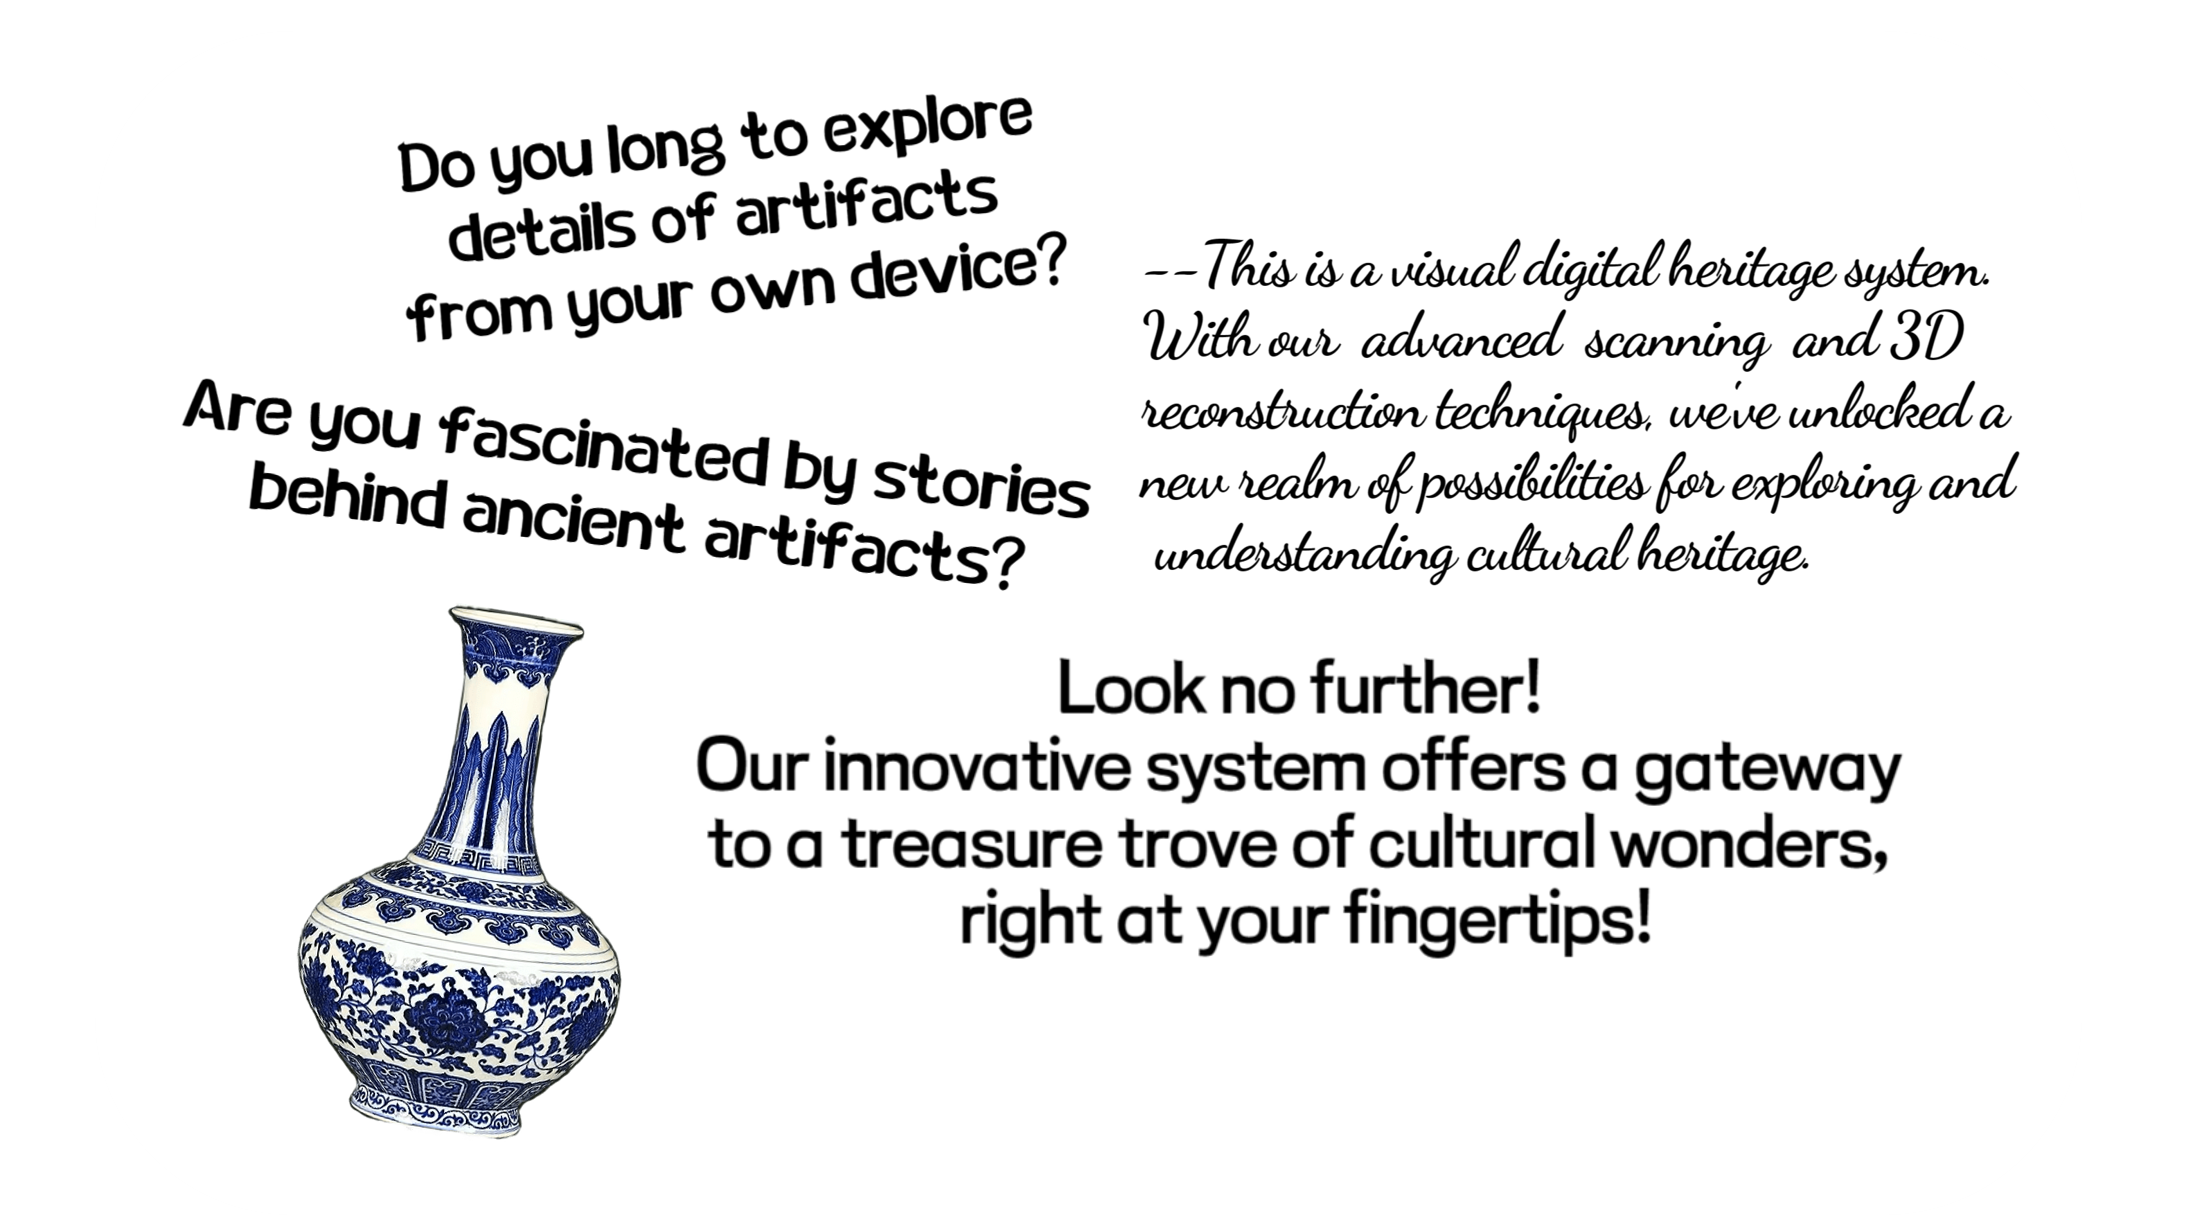 Do you long to explore
details of artifacts
from your own device?
Are you fascinated by stories
behind ancient artifacts?
--This is a visual digital heritage system.
With our advanced scanning and 3D
reconstruction techniques, we've unlocked a
new realm of possibilities for exploring and
understanding cultural heritage.
Look no further!
Our innovative system offers a gateway
to a treasure trove of cultural wonders,
right at your fingertips!